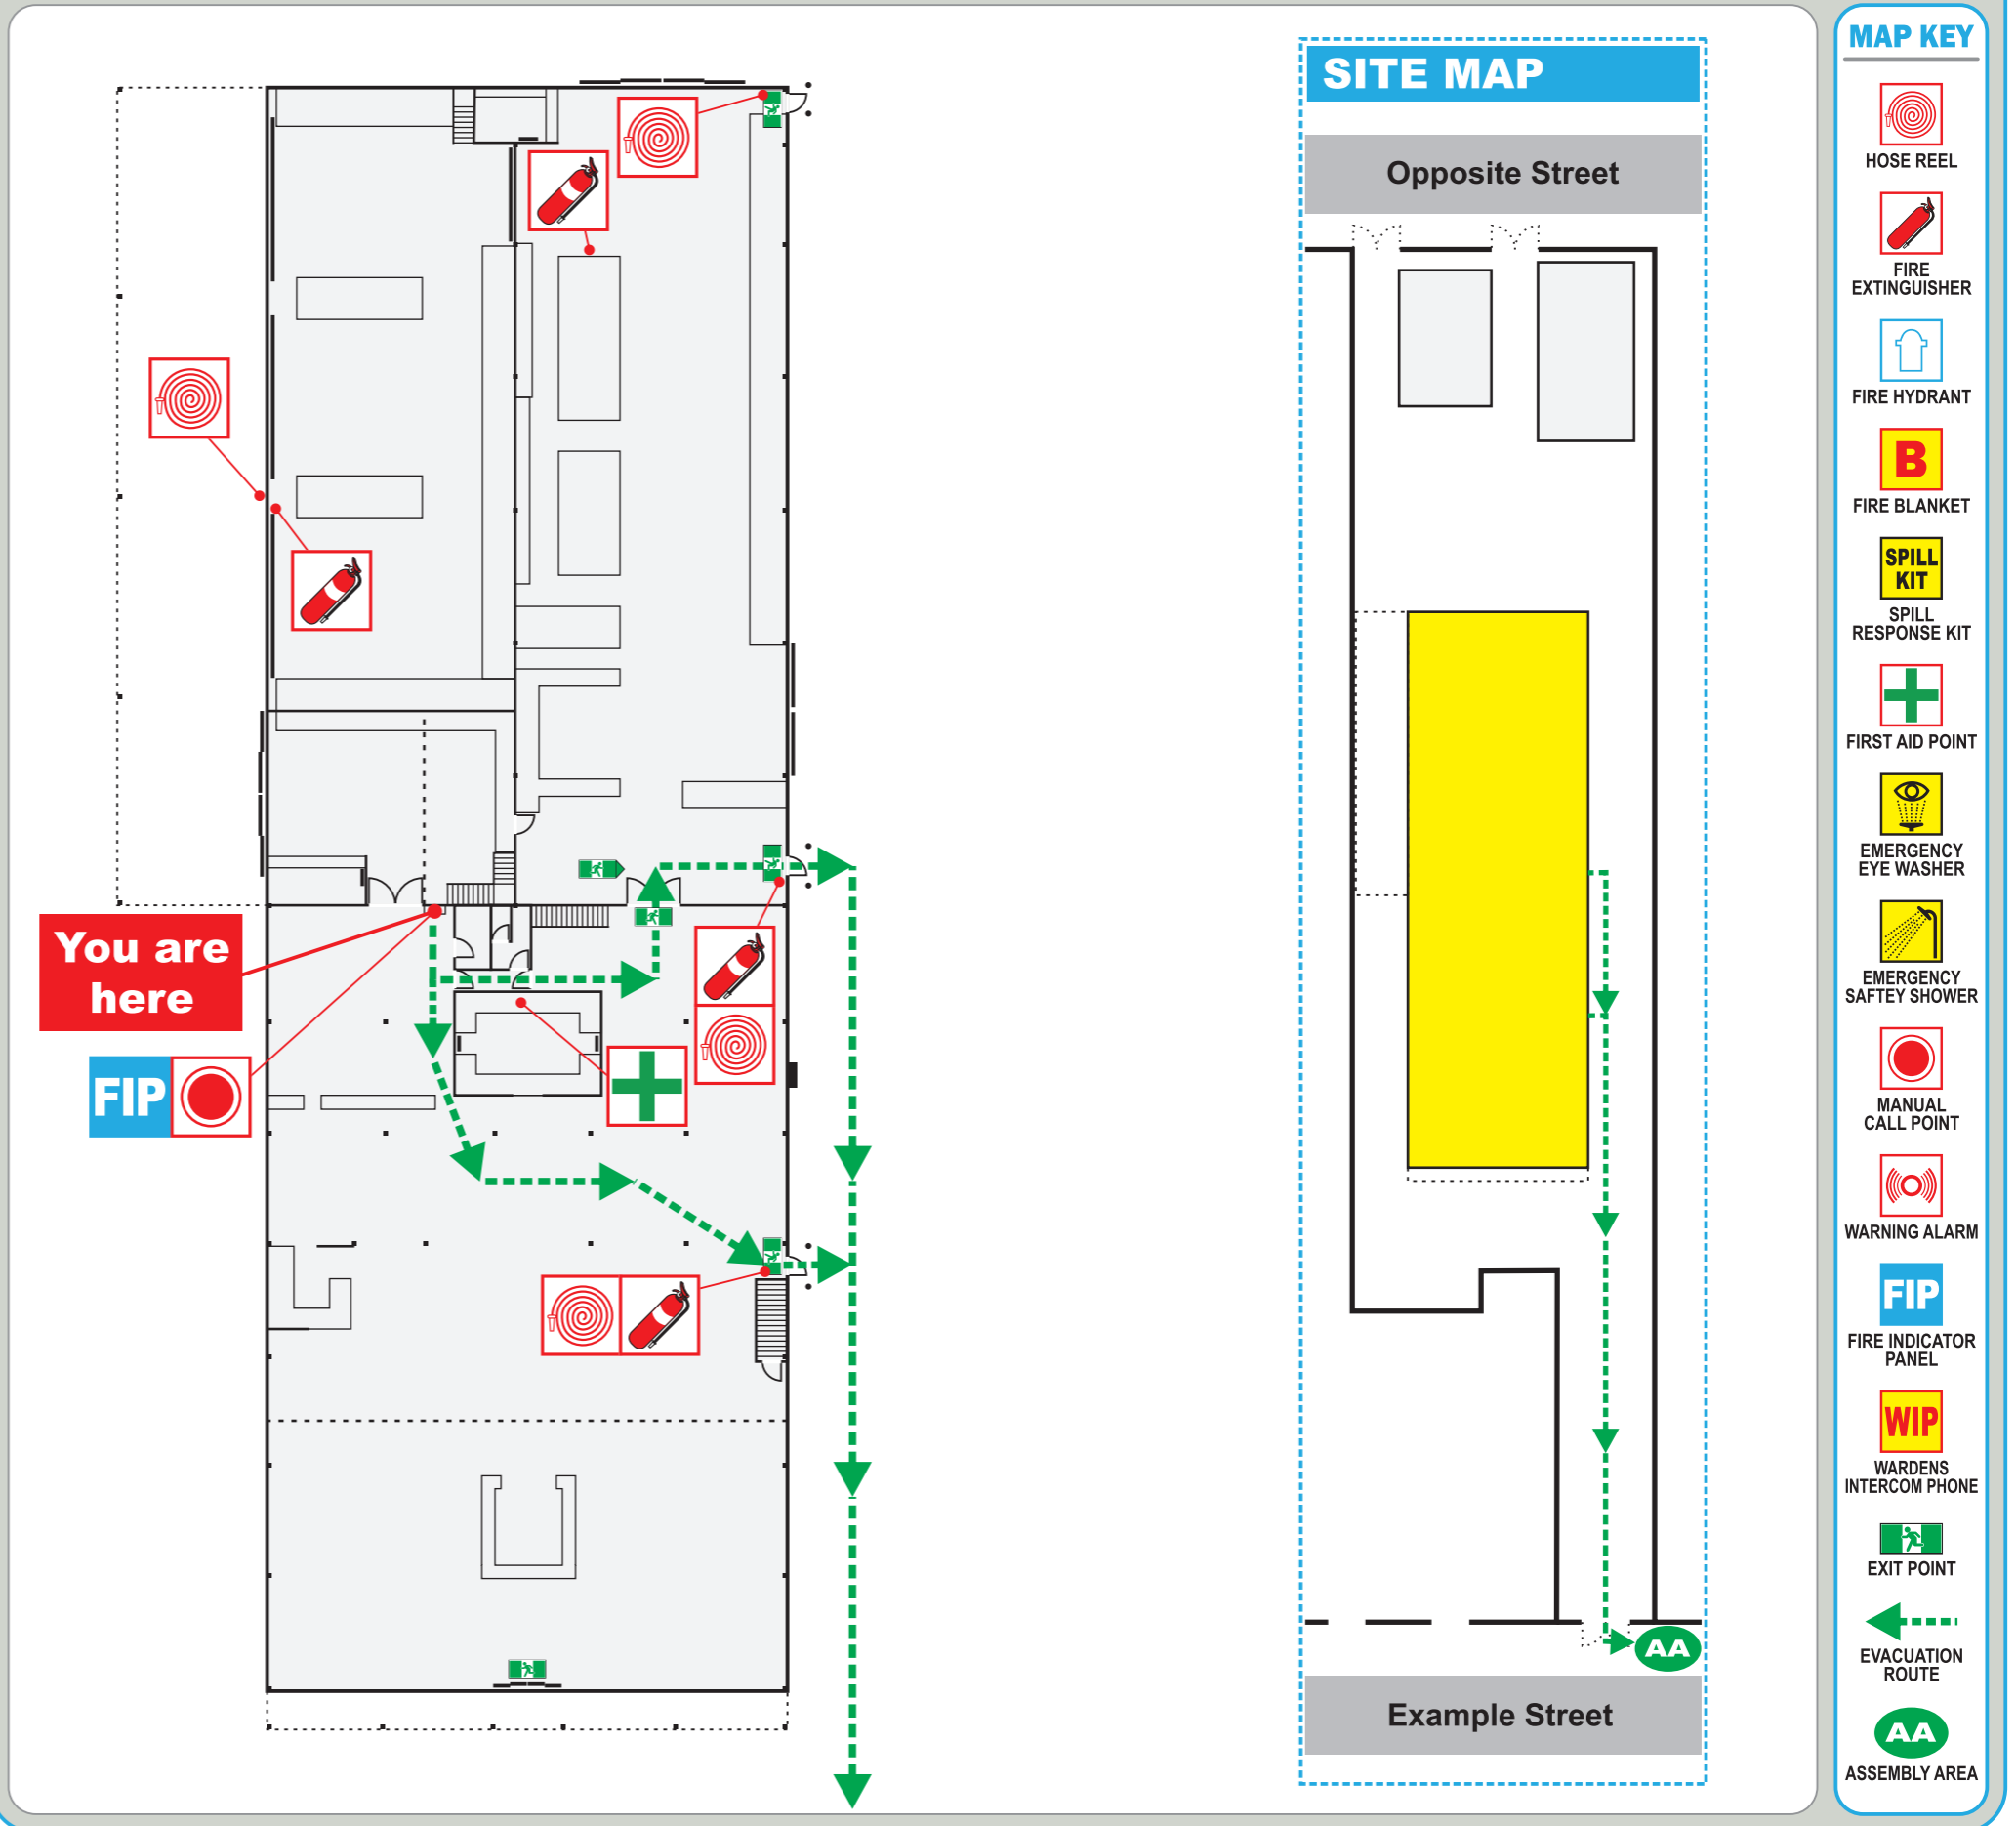 You are
here
FIP
SITE MAP
Opposite Street
AA
Example Street
MAP KEY
HOSE REEL
FIRE
EXTINGUISHER
FIRE HYDRANT
B
FIRE BLANKET
SPILL
KIT
SPILL
RESPONSE KIT
FIRST AID POINT
EMERGENCY
EYE WASHER
EMERGENCY
SAFTEY SHOWER
MANUAL
CALL POINT
WARNING ALARM
FIP
FIRE INDICATOR
PANEL
WIP
WARDENS
INTERCOM PHONE
EXIT POINT
EVACUATION
ROUTE
AA
ASSEMBLY AREA